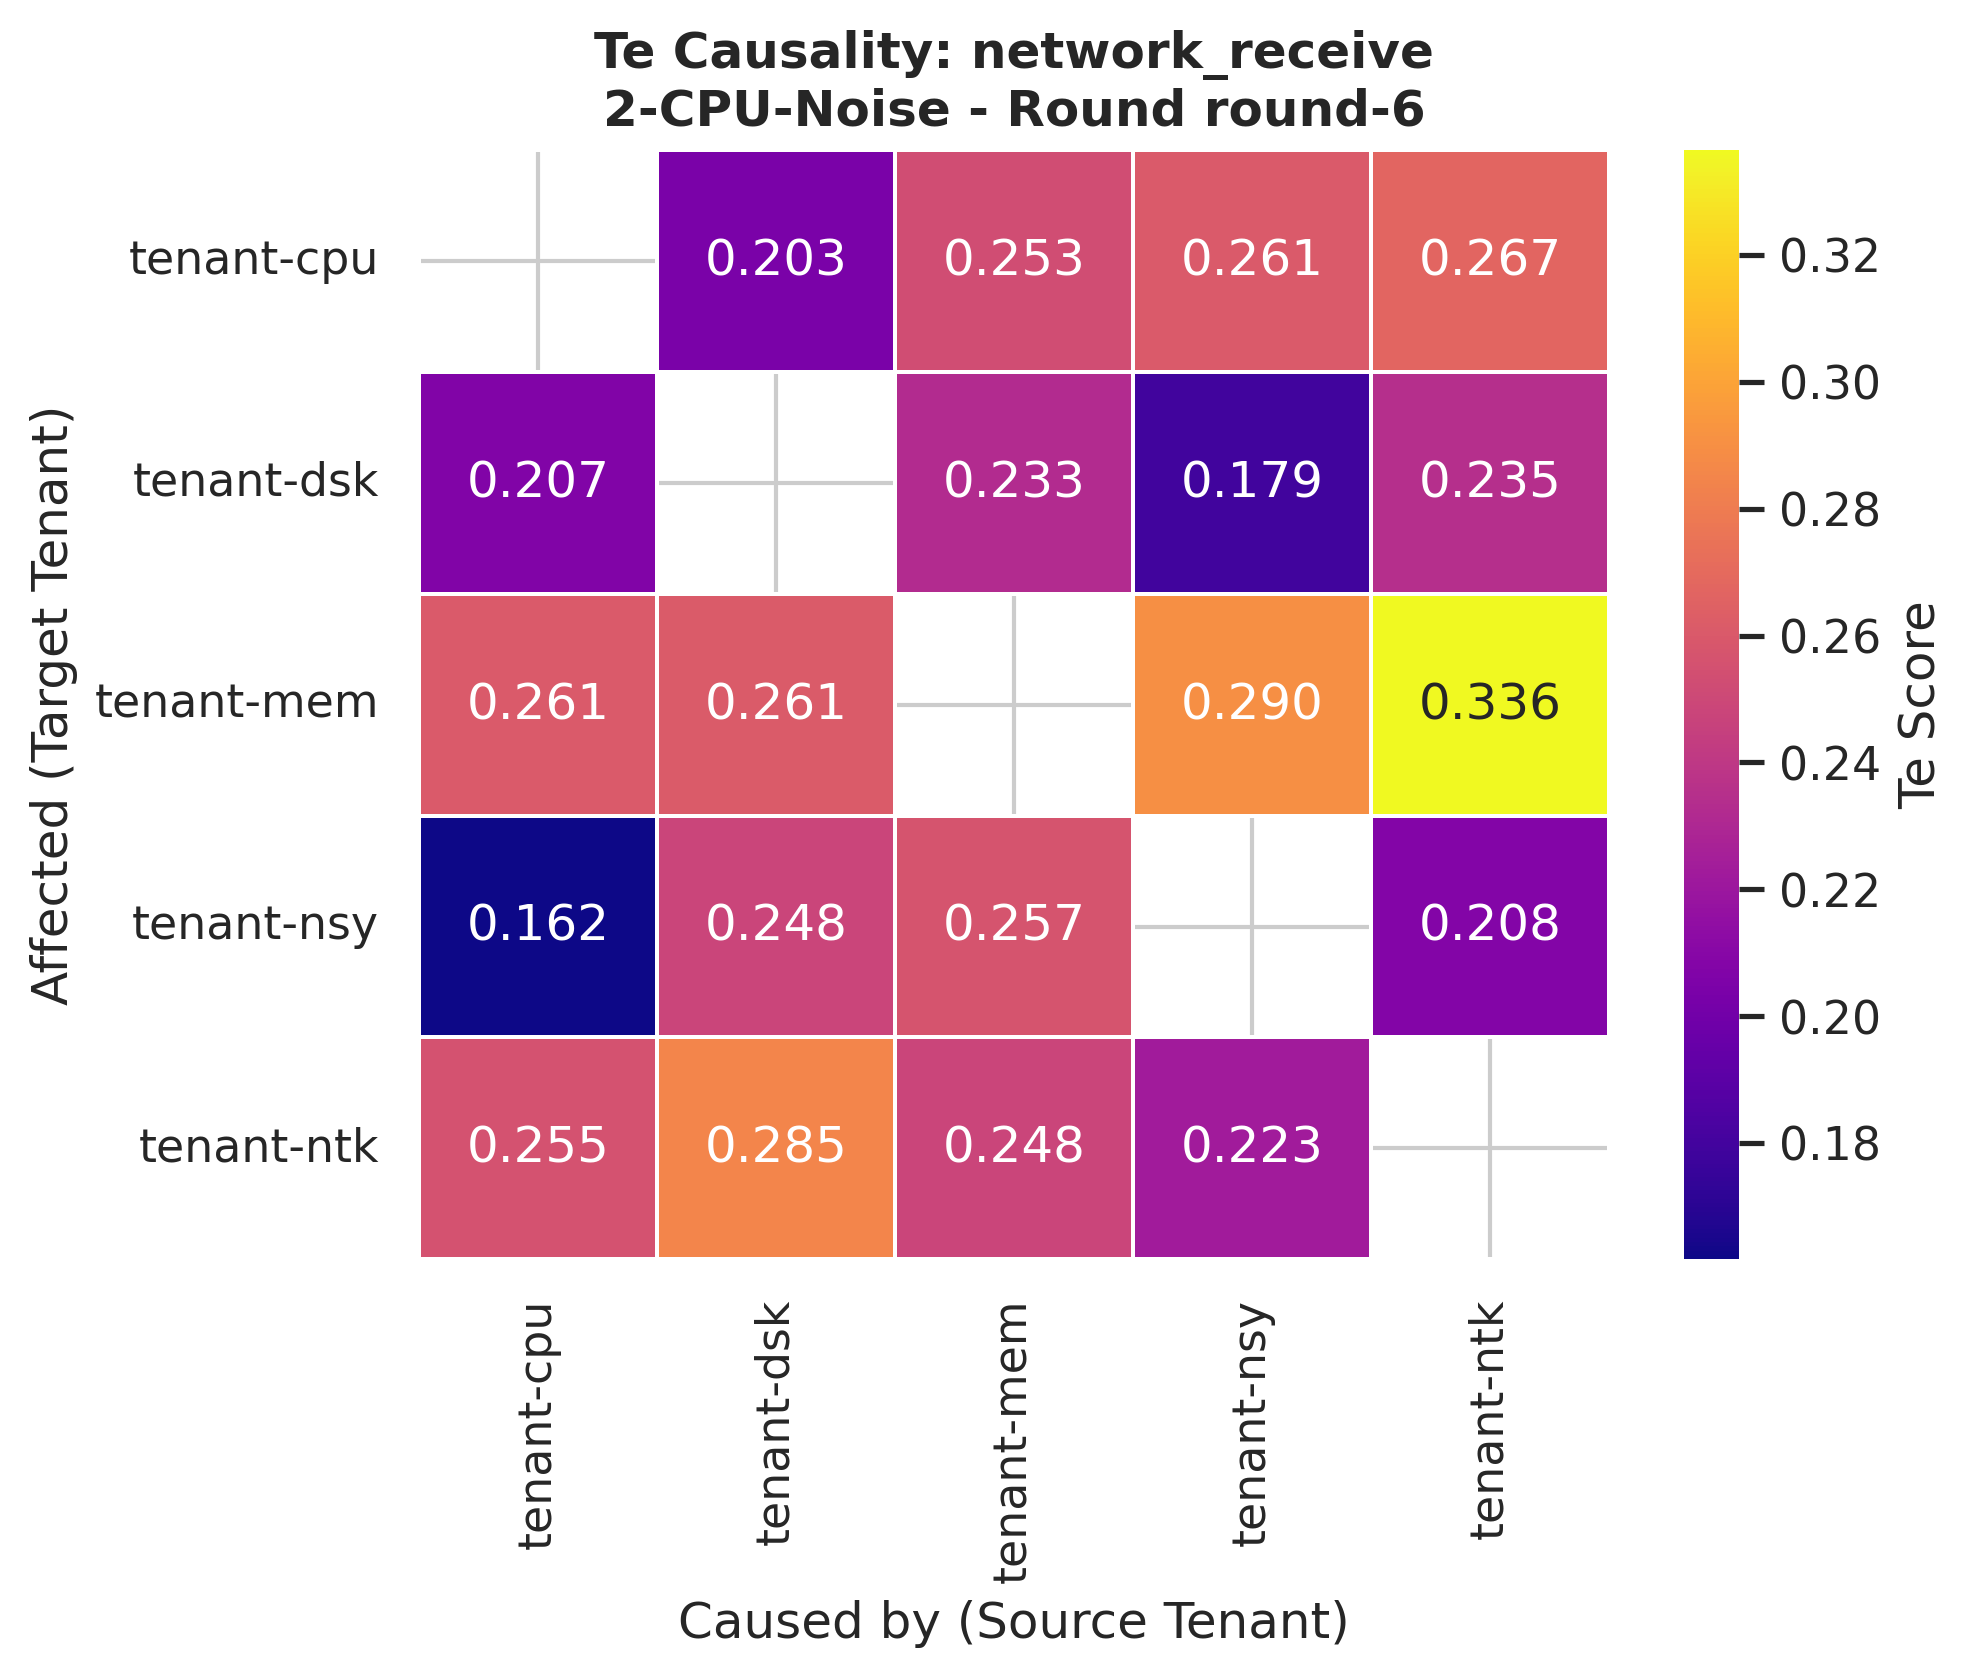 Te Causality: network_receive
2-CPU-Noise - Round round-6
Affected (Target Tenant)
tenant-cpu 0.203 0.253 0.261 0.267
tenant-dsk 0.207 0.233 0.179 0.235
tenant-mem 0.261 0.261 0.290 0.336
tenant-nsy 0.162 0.248 0.257 0.208
tenant-ntk 0.255 0.285 0.248 0.223
tenant-cpu
tenant-dsk
tenant-mem
tenant-nsy
tenant-ntk
Caused by (Source Tenant)
0.32
0.30
0.28
0.26
0.24
0.22
0.20
0.18
Te Score